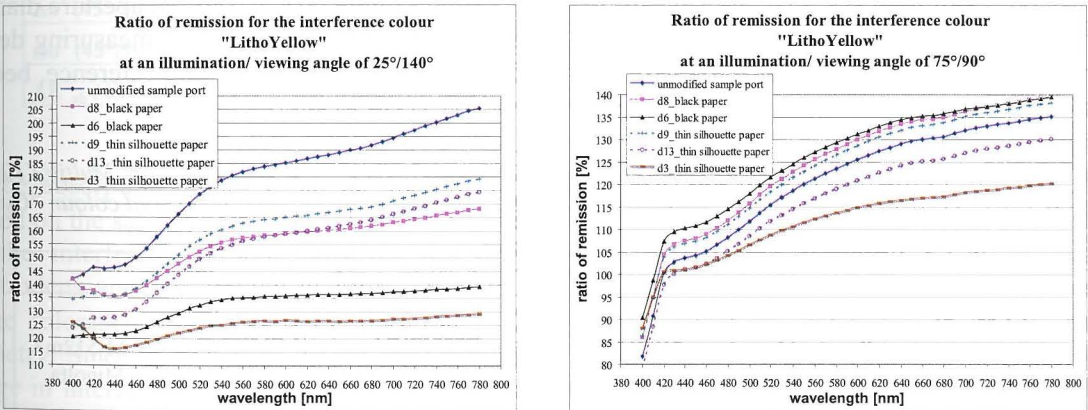 Ratio of remission for the interference colour
"LithoYellow"
at an illumination/ viewing angle of 25°/140°
unmodified sample port
d8_black paper
d6_black paper
d9_thin silhouette paper
d13_thin silhouette paper
d3_thin silhouette paper
ratio of remission [%]
210
205
200
195
190
185
180
175
170
165
160
155
150
145
140
135
130
125
120
115
110
380 400 420 440 460 480 500 520 540 560 580 600 620 640 660 680 700 720 740 760 780 800
wavelength [nm]
Ratio of remission for the interference colour
"LithoYellow"
at an illumination/ viewing angle of 75°/90°
unmodified sample port
d8_black paper
d6_black paper
d9_thin silhouette paper
d13_thin silhouette paper
d3_thin silhouette paper
ratio of remission [%]
140
135
130
125
120
115
110
105
100
95
90
85
80
380 400 420 440 460 480 500 520 540 560 580 600 620 640 660 680 700 720 740 760 780 800
wavelength [nm]